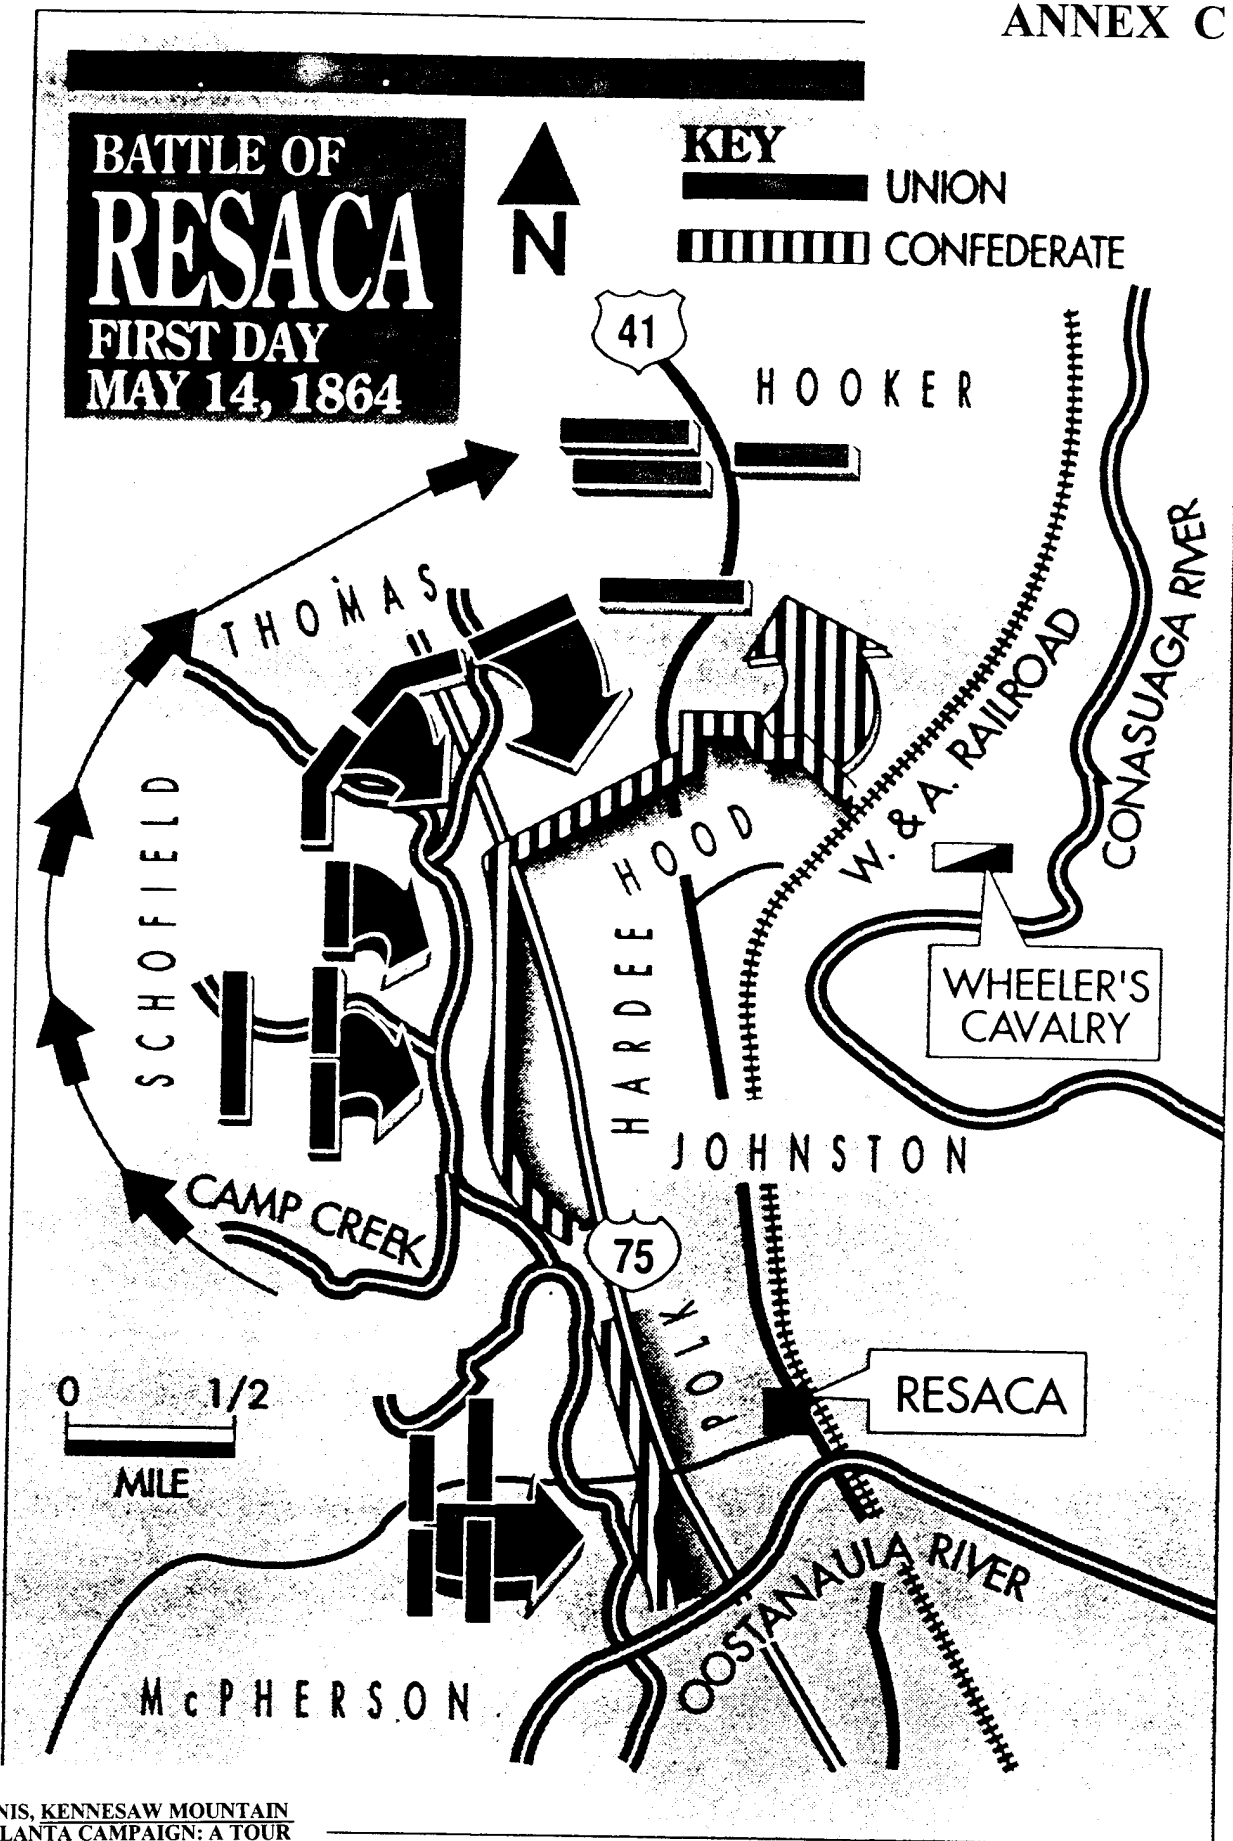 ANNEX C
BATTLE OF
RESACA
FIRST DAY
MAY 14, 1864
N
KEY
UNION
CONFEDERATE
41
HOOKER
THOMAS
SCHOFIELD
W. & A. RAILROAD
CONASUAGA RIVER
HOOD
HARDEE
WHEELER'S
CAVALRY
JOHNSTON
CAMP CREEK
75
POLK
RESACA
0 1/2
MILE
OOSTANAULA RIVER
McPHERSON
NIS, KENNESAW MOUNTAIN
LANTA CAMPAIGN: A TOUR